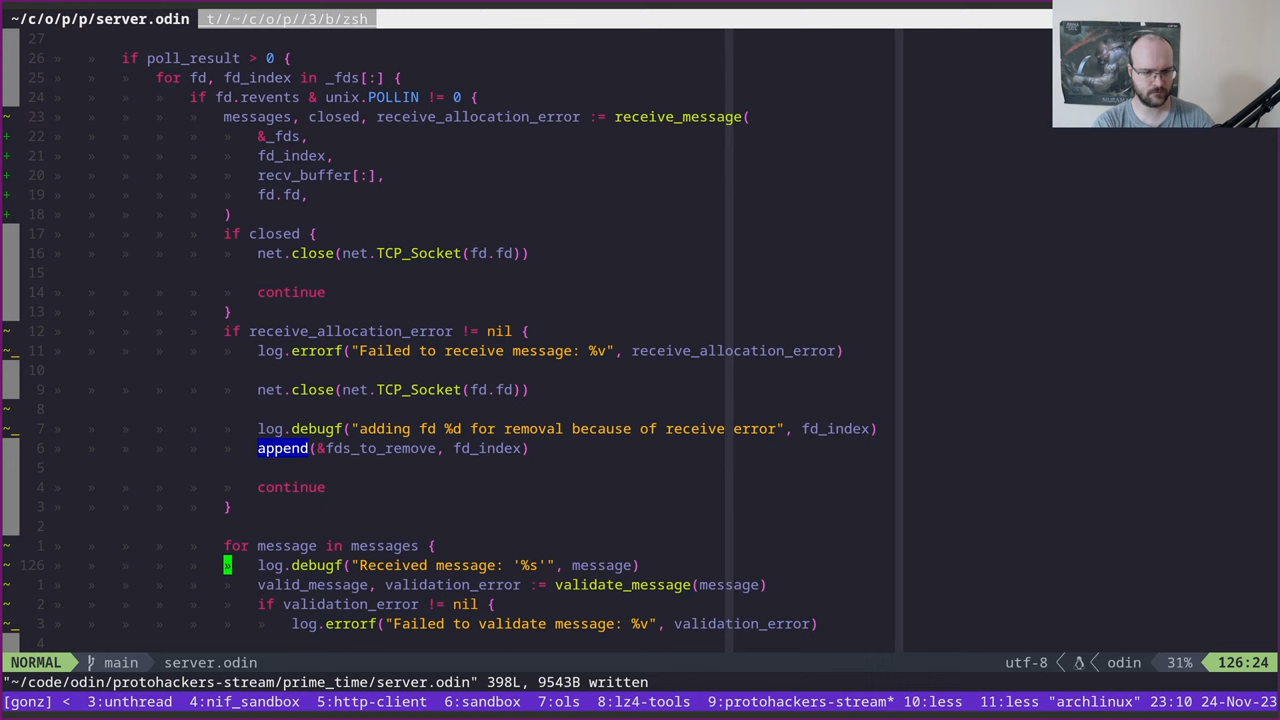 ~/c/o/p/p/server.odin t//~/c/o/p//3/b/zsh
27
26 if poll_result > 0 {
25 for fd, fd_index in _fds[:] {
24 if fd.revents & unix.POLLIN != 0 {
~ 23 messages, closed, receive_allocation_error := receive_message(
+ 22 &_fds,
+ 21 fd_index,
+ 20 recv_buffer[:],
+ 19 fd.fd,
+ 18 )
17 if closed {
16 net.close(net.TCP_Socket(fd.fd))
15
14 continue
13 }
~ 12 if receive_allocation_error != nil {
~_ 11 log.errorf("Failed to receive message: %v", receive_allocation_error)
10
9 net.close(net.TCP_Socket(fd.fd))
~ 8
~_ 7 log.debugf("adding fd %d for removal because of receive error", fd_index)
6 append(&fds_to_remove, fd_index)
5
4 continue
3 }
2
~ 1 for message in messages {
~ 126 log.debugf("Received message: '%s'", message)
~ 1 valid_message, validation_error := validate_message(message)
~ 2 if validation_error != nil {
~_ 3 log.errorf("Failed to validate message: %v", validation_error)
4
NORMAL main server.odin utf-8 odin 31% 126:24
"~/code/odin/protohackers-stream/prime_time/server.odin" 398L, 9543B written
[gonz] < 3:unthread 4:nif_sandbox 5:http-client 6:sandbox 7:ols 8:lz4-tools 9:protohackers-stream* 10:less 11:less "archlinux" 23:10 24-Nov-23